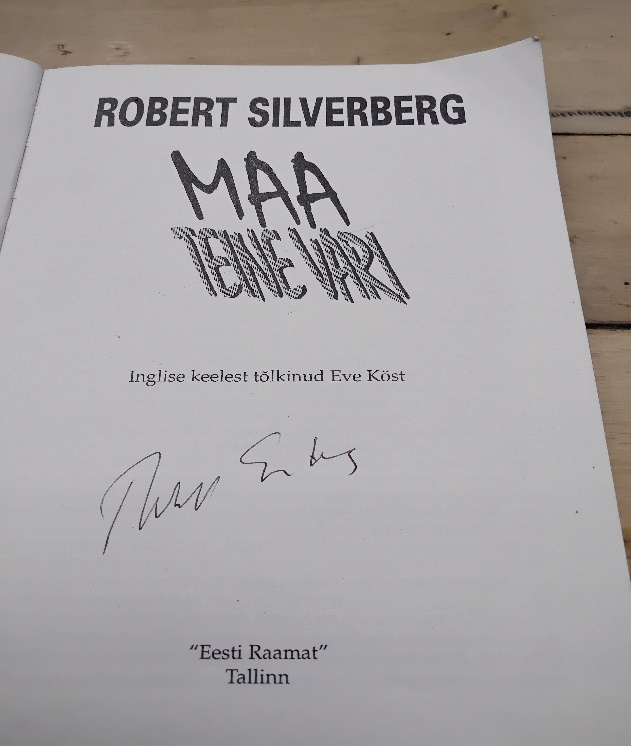 ROBERT SILVERBERG
MAA
TEINE VARI
Inglise keelest tõlkinud Eve Köst
"Eesti Raamat"
Tallinn